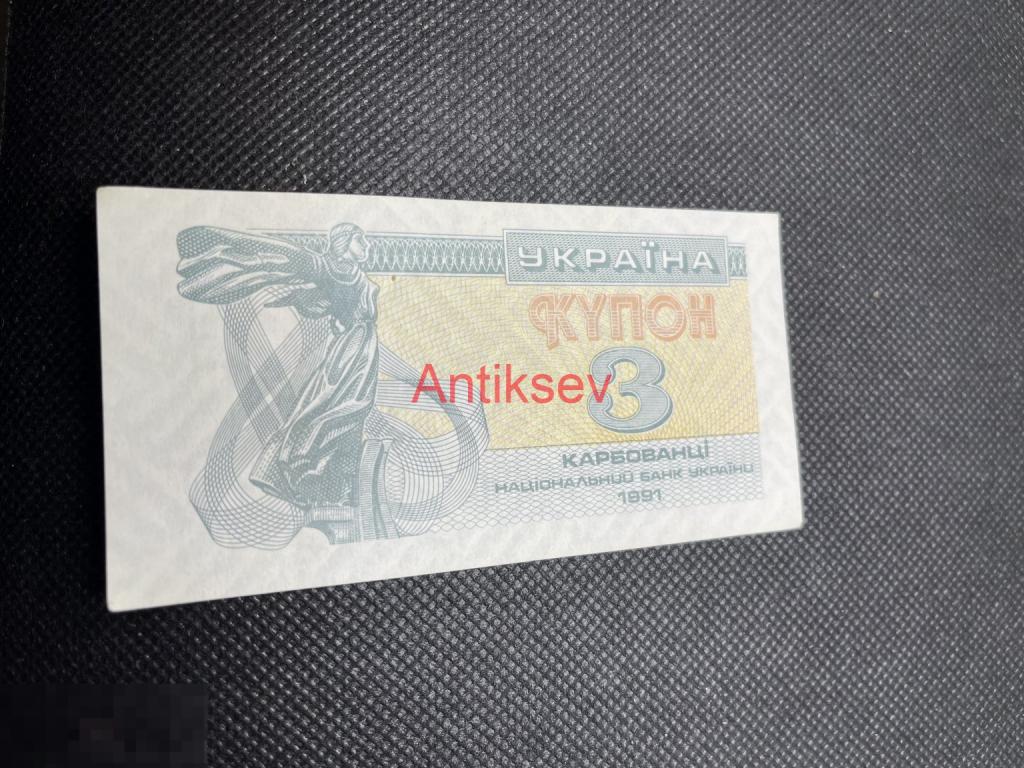 УКРАЇНА
КУПОН
3
Antiksev
КАРБОВАНЦІ
НАЦІОНАЛЬНИЙ БАНК УКРАЇНИ
1991